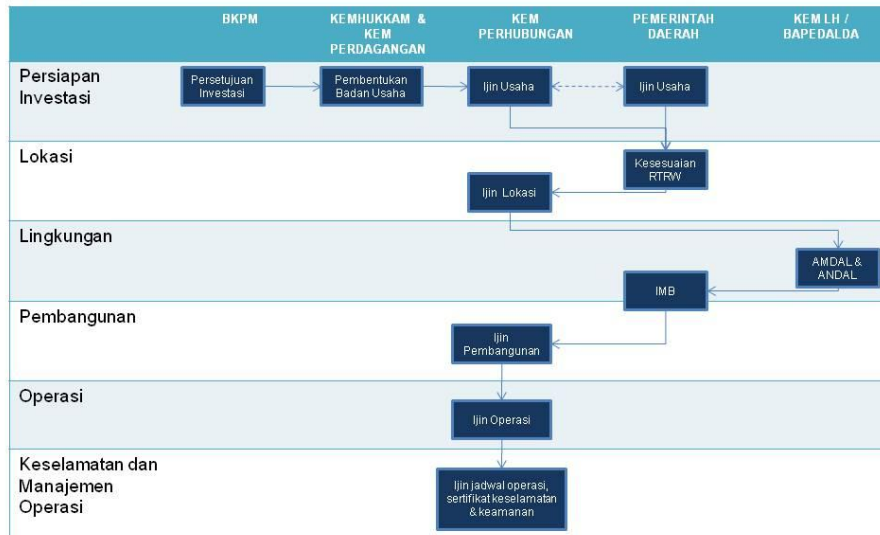 BKPM
KEMHUKKAM &
KEM
PERDAGANGAN
KEM
PERHUBUNGAN
PEMERINTAH
DAERAH
KEM LH /
BAPEDALDA
Persiapan
Investasi
Persetujuan
Investasi
Pembentukan
Badan Usaha
Ijin Usaha
Ijin Usaha
Lokasi
Kesesuaian
RTRW
Ijin Lokasi
Lingkungan
AMDAL &
ANDAL
IMB
Pembangunan
Ijin
Pembangunan
Operasi
Ijin Operasi
Keselamatan dan
Manajemen
Operasi
Ijin jadwal operasi,
sertifikat keselamatan
& keamanan